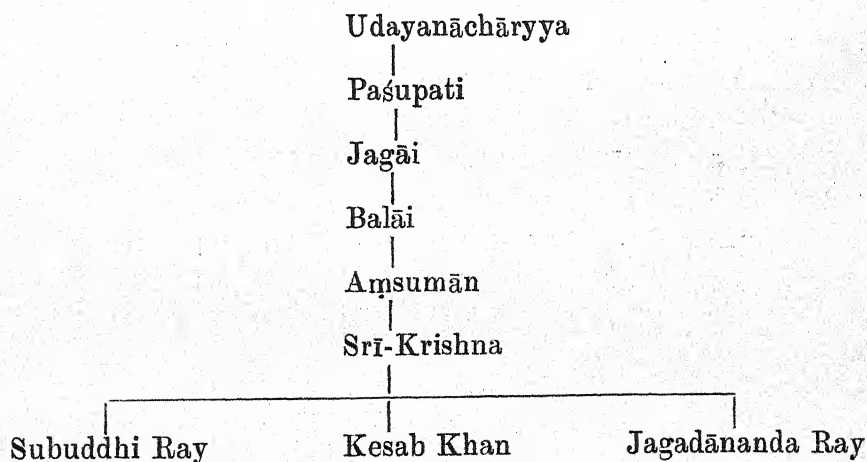 Udayanāchāryya
Paśupati
Jagāi
Balāi
Aṃsumān
Srī-Krishna
Subuddhi Ray Kesab Khan Jagadānanda Ray